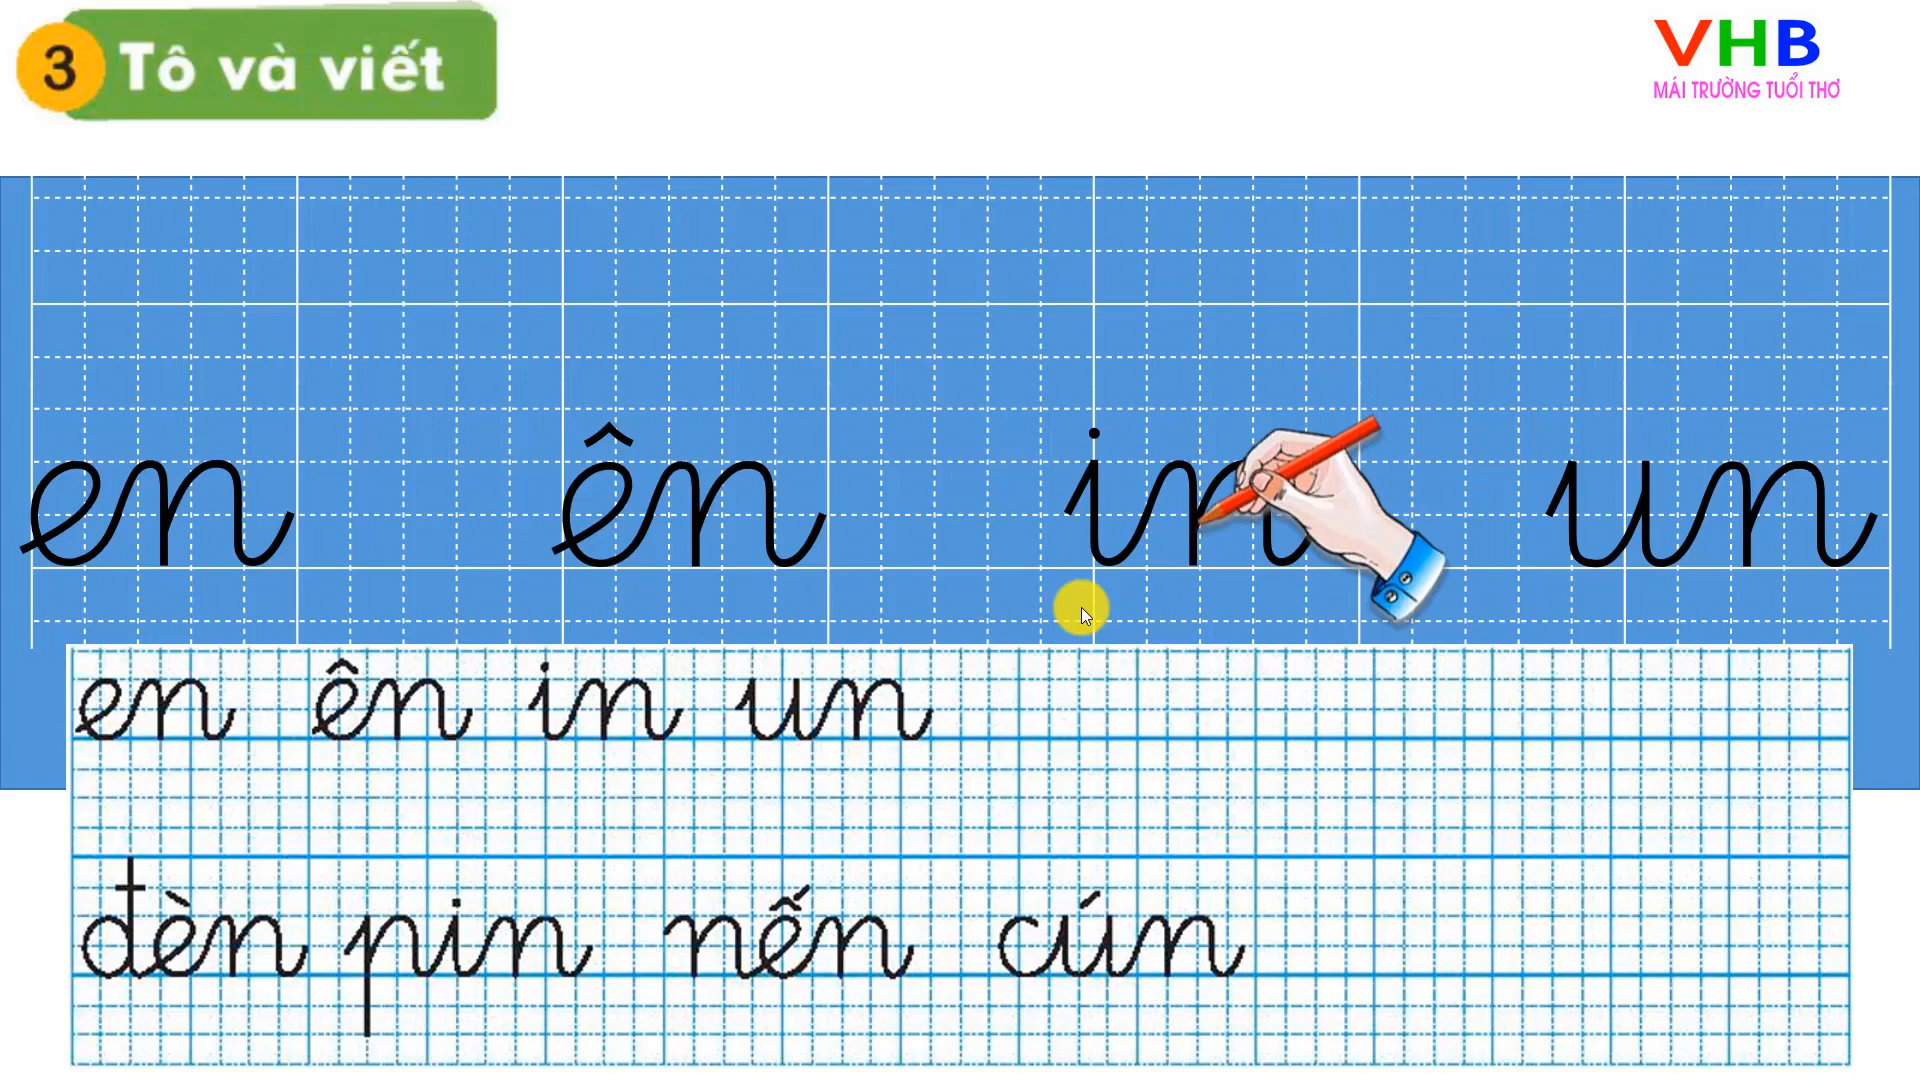 3 Tô và viết
VHB
MÁI TRƯỜNG TUỔI THƠ
en ên in un
en ên in un
đèn pin nến cún